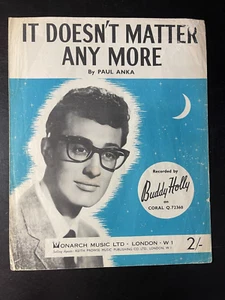 IT DOESN'T MATTER
ANY MORE
By PAUL ANKA
Recorded by
Buddy Holly
on
CORAL Q.72360
MONARCH MUSIC LTD · LONDON · W1
2/-